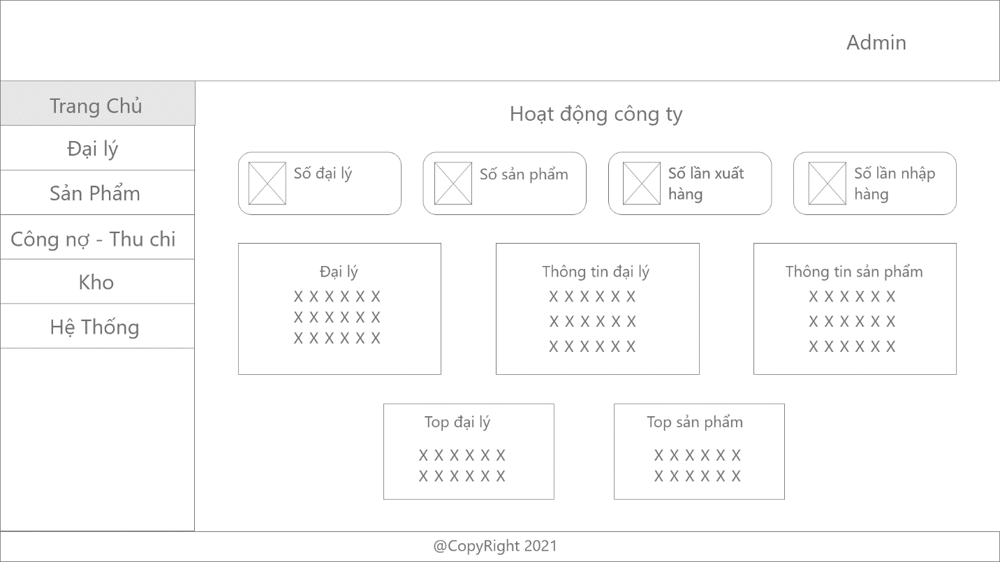 Admin
Trang Chủ
Đại lý
Sản Phẩm
Công nợ - Thu chi
Kho
Hệ Thống
Hoạt động công ty
Số đại lý
Số sản phẩm
Số lần xuất
hàng
Số lần nhập
hàng
Đại lý
X X X X X X
X X X X X X
X X X X X X
Thông tin đại lý
X X X X X X
X X X X X X
X X X X X X
Thông tin sản phẩm
X X X X X X
X X X X X X
X X X X X X
Top đại lý
X X X X X X
X X X X X X
Top sản phẩm
X X X X X X
X X X X X X
@CopyRight 2021